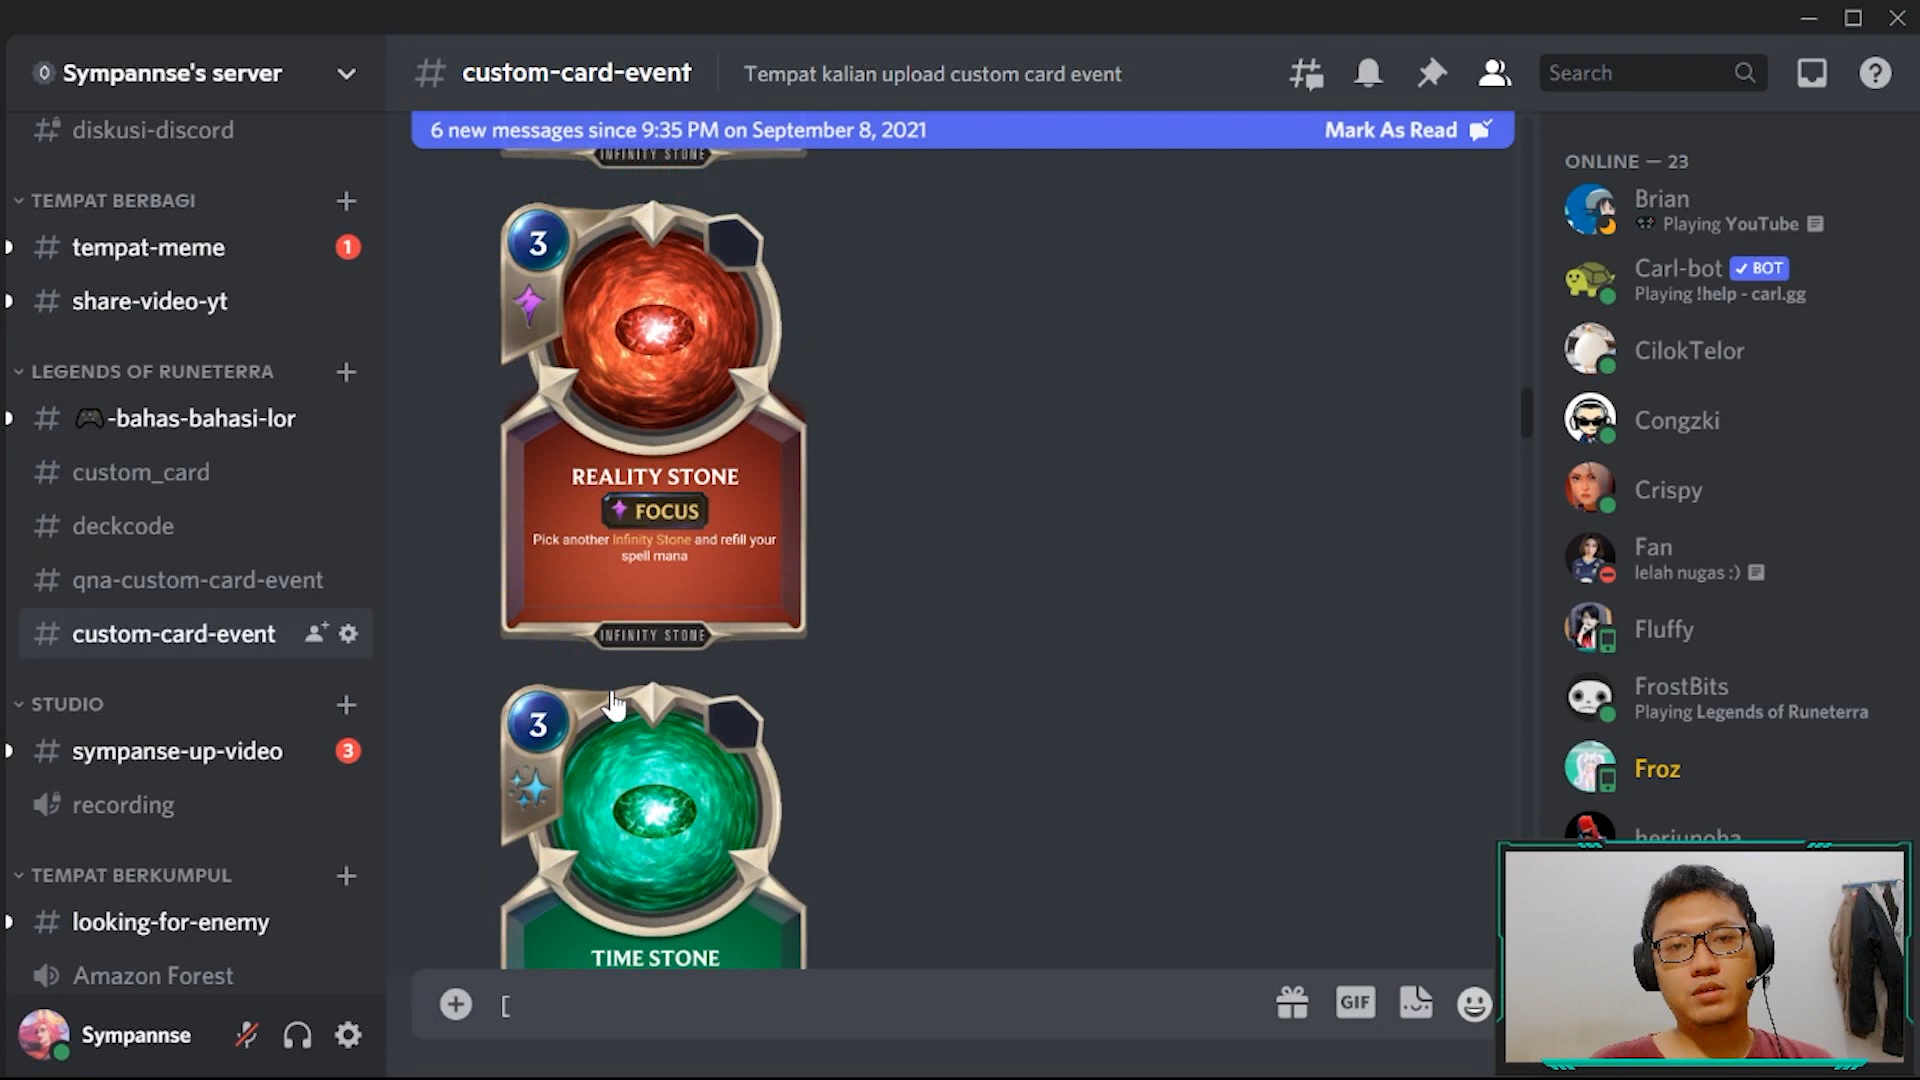 Sympannse's server
diskusi-discord
TEMPAT BERBAGI
tempat-meme
1
share-video-yt
LEGENDS OF RUNETERRA
-bahas-bahasi-lor
custom_card
deckcode
qna-custom-card-event
custom-card-event
STUDIO
sympanse-up-video
3
recording
TEMPAT BERKUMPUL
looking-for-enemy
Amazon Forest
Sympannse
custom-card-event
Tempat kalian upload custom card event
Search
6 new messages since 9:35 PM on September 8, 2021
Mark As Read
INFINITY STONE
3
REALITY STONE
FOCUS
Pick another Infinity Stone and refill your
spell mana
INFINITY STONE
3
TIME STONE
[
GIF
ONLINE — 23
Brian
Playing YouTube
Carl-bot
BOT
Playing !help - carl.gg
CilokTelor
Congzki
Crispy
Fan
lelah nugas :)
Fluffy
FrostBits
Playing Legends of Runeterra
Froz